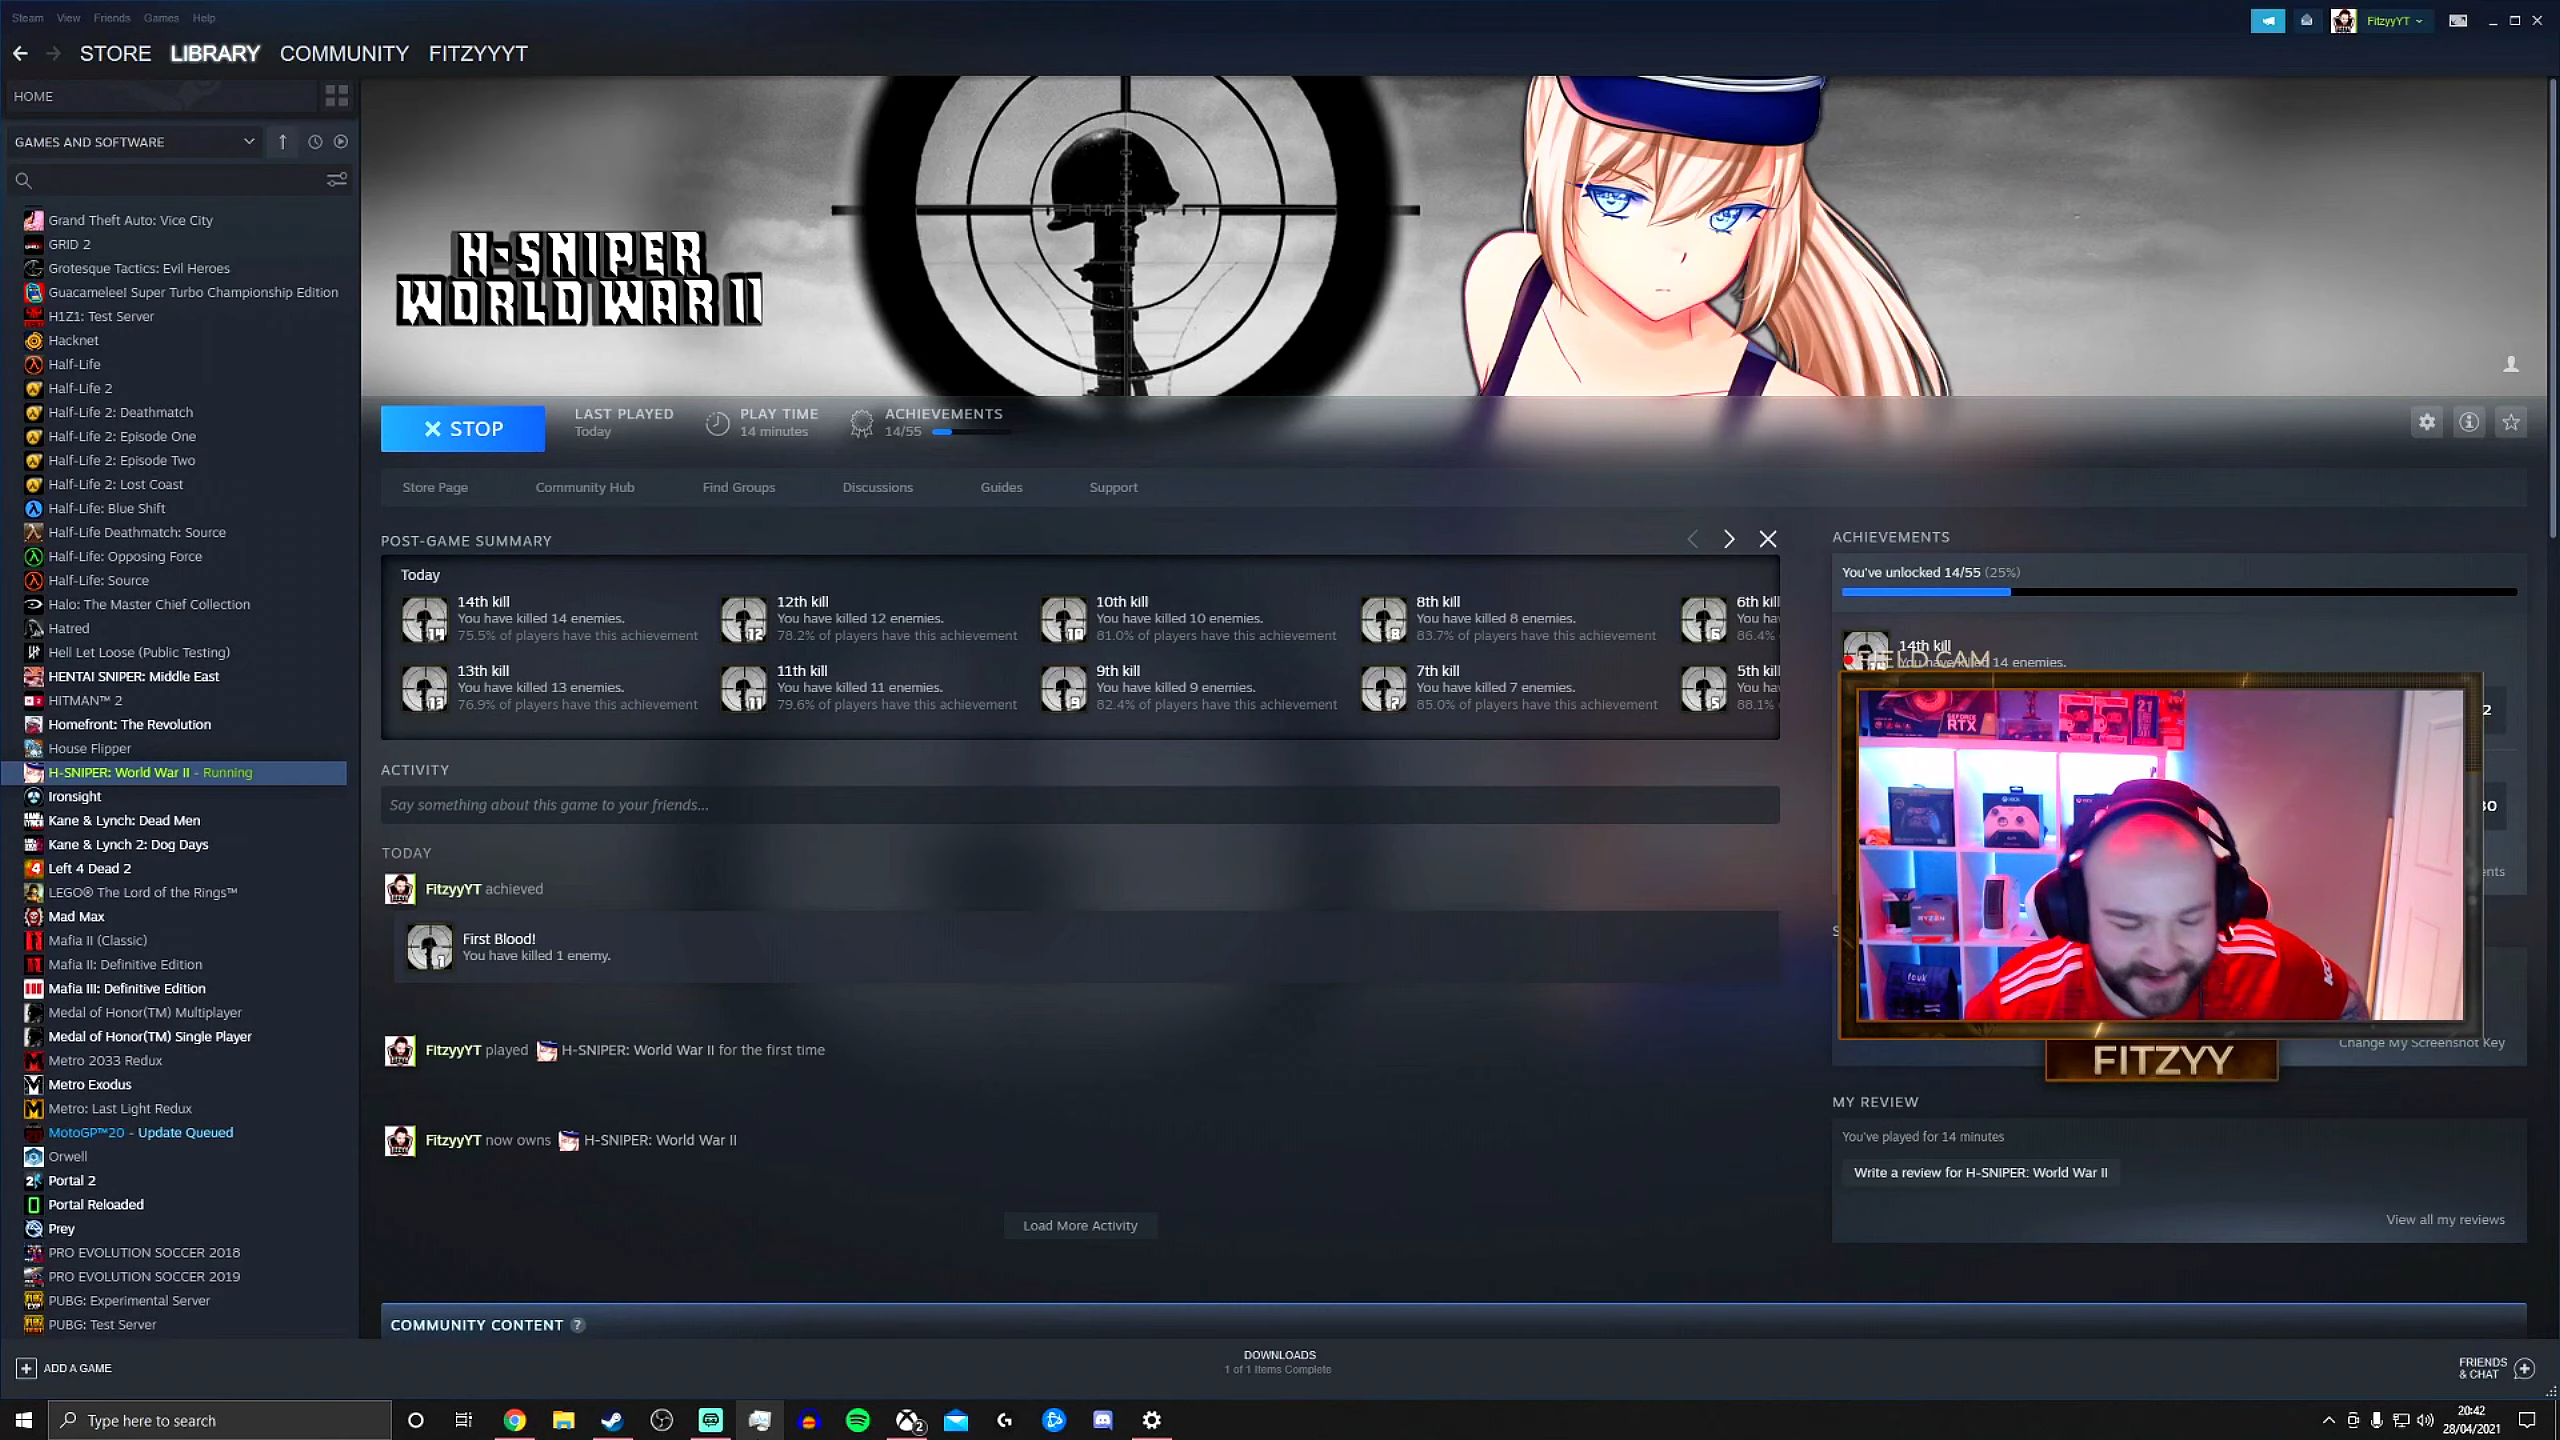 Steam View Friends Games Help
FitzyyYT
STORE LIBRARY COMMUNITY FITZYYYT
HOME
GAMES AND SOFTWARE
Grand Theft Auto: Vice City
GRID 2
Grotesque Tactics: Evil Heroes
Guacamelee! Super Turbo Championship Edition
H1Z1: Test Server
Hacknet
Half-Life
Half-Life 2
Half-Life 2: Deathmatch
Half-Life 2: Episode One
Half-Life 2: Episode Two
Half-Life 2: Lost Coast
Half-Life: Blue Shift
Half-Life Deathmatch: Source
Half-Life: Opposing Force
Half-Life: Source
Halo: The Master Chief Collection
Hatred
Hell Let Loose (Public Testing)
HENTAI SNIPER: Middle East
HITMAN™ 2
Homefront: The Revolution
House Flipper
H-SNIPER: World War II - Running
Ironsight
Kane & Lynch: Dead Men
Kane & Lynch 2: Dog Days
Left 4 Dead 2
LEGO® The Lord of the Rings™
Mad Max
Mafia II (Classic)
Mafia II: Definitive Edition
Mafia III: Definitive Edition
Medal of Honor(TM) Multiplayer
Medal of Honor(TM) Single Player
Metro 2033 Redux
Metro Exodus
Metro: Last Light Redux
MotoGP™20 - Update Queued
Orwell
Portal 2
Portal Reloaded
Prey
PRO EVOLUTION SOCCER 2018
PRO EVOLUTION SOCCER 2019
PUBG: Experimental Server
PUBG: Test Server
ADD A GAME
H-SNIPER
WORLD WAR II
STOP
LAST PLAYED
Today
PLAY TIME
14 minutes
ACHIEVEMENTS
14/55
Store Page Community Hub Find Groups Discussions Guides Support
POST-GAME SUMMARY
Today
14th kill
You have killed 14 enemies.
75.5% of players have this achievement
12th kill
You have killed 12 enemies.
78.2% of players have this achievement
10th kill
You have killed 10 enemies.
81.0% of players have this achievement
8th kill
You have killed 8 enemies.
83.7% of players have this achievement
6th kill
You ha
86.4%
13th kill
You have killed 13 enemies.
76.9% of players have this achievement
11th kill
You have killed 11 enemies.
79.6% of players have this achievement
9th kill
You have killed 9 enemies.
82.4% of players have this achievement
7th kill
You have killed 7 enemies.
85.0% of players have this achievement
5th kill
You ha
88.1%
ACTIVITY
Say something about this game to your friends...
TODAY
FitzyyYT achieved
First Blood!
You have killed 1 enemy.
FitzyyYT played H-SNIPER: World War II for the first time
FitzyyYT now owns H-SNIPER: World War II
Load More Activity
COMMUNITY CONTENT ?
ACHIEVEMENTS
You've unlocked 14/55 (25%)
14th kill
You have killed 14 enemies.
GEFORCE
RTX
21
RYZEN
FITZYY
Change My Screenshot Key
MY REVIEW
You've played for 14 minutes
Write a review for H-SNIPER: World War II
View all my reviews
DOWNLOADS
1 of 1 Items Complete
FRIENDS
& CHAT
Type here to search
2
20:42
28/04/2021